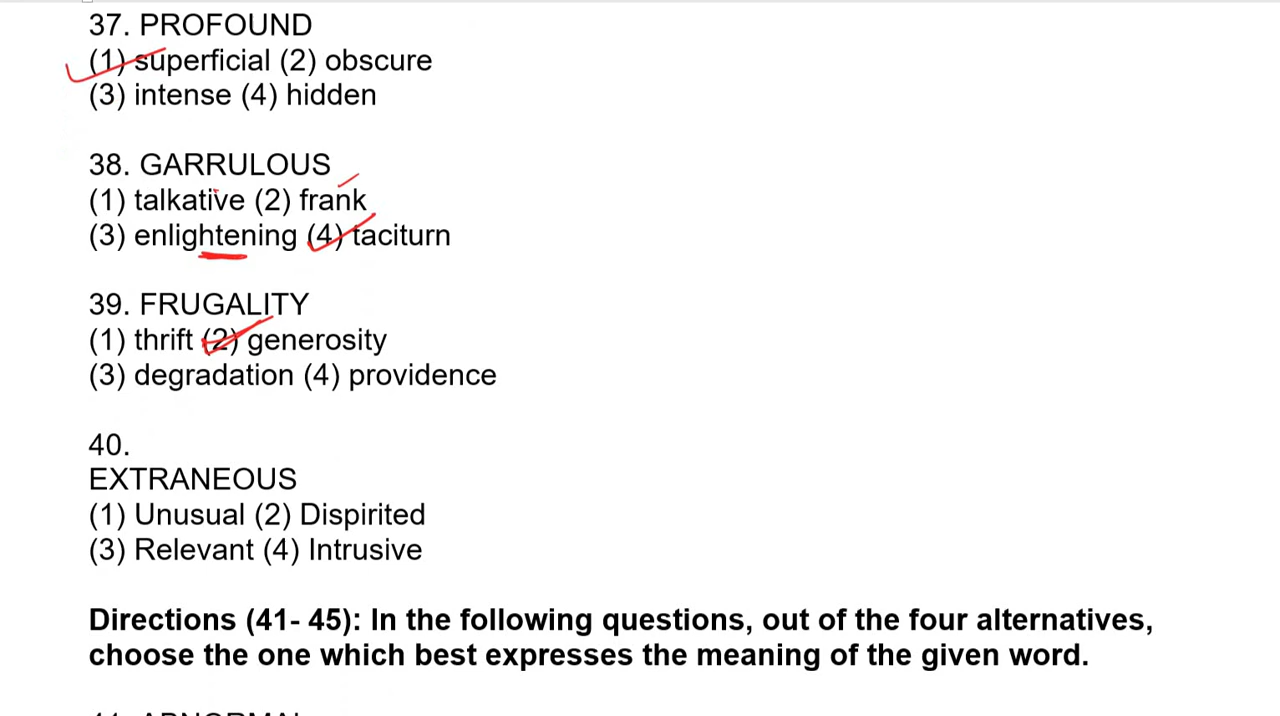 37. PROFOUND
(1) superficial (2) obscure
(3) intense (4) hidden
38. GARRULOUS
(1) talkative (2) frank
(3) enlightening (4) taciturn
39. FRUGALITY
(1) thrift (2) generosity
(3) degradation (4) providence
40.
EXTRANEOUS
(1) Unusual (2) Dispirited
(3) Relevant (4) Intrusive
Directions (41- 45): In the following questions, out of the four alternatives,
choose the one which best expresses the meaning of the given word.